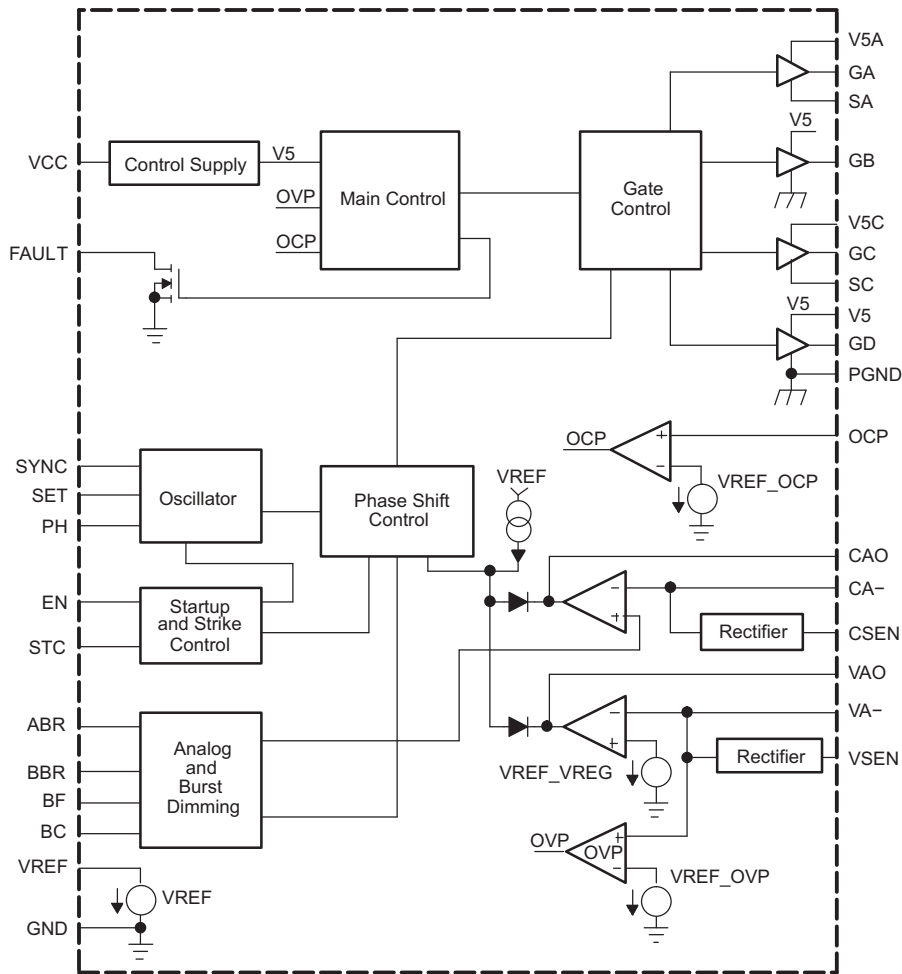 V5A
GA
SA
V5
GB
VCC
Control Supply
V5
OVP
OCP
Main Control
Gate
Control
V5C
GC
SC
FAULT
V5
V5
GD
PGND
OCP
OCP
+
−
VREF_OCP
SYNC
SET
PH
Oscillator
Phase Shift
Control
VREF
CAO
CA−
CSEN
−
+
Rectifier
EN
STC
Startup
and Strike
Control
VAO
VA−
VSEN
−
+
Rectifier
VREF_VREG
ABR
BBR
BF
BC
Analog
and
Burst
Dimming
OVP
OVP
+
−
VREF_OVP
VREF
VREF
GND